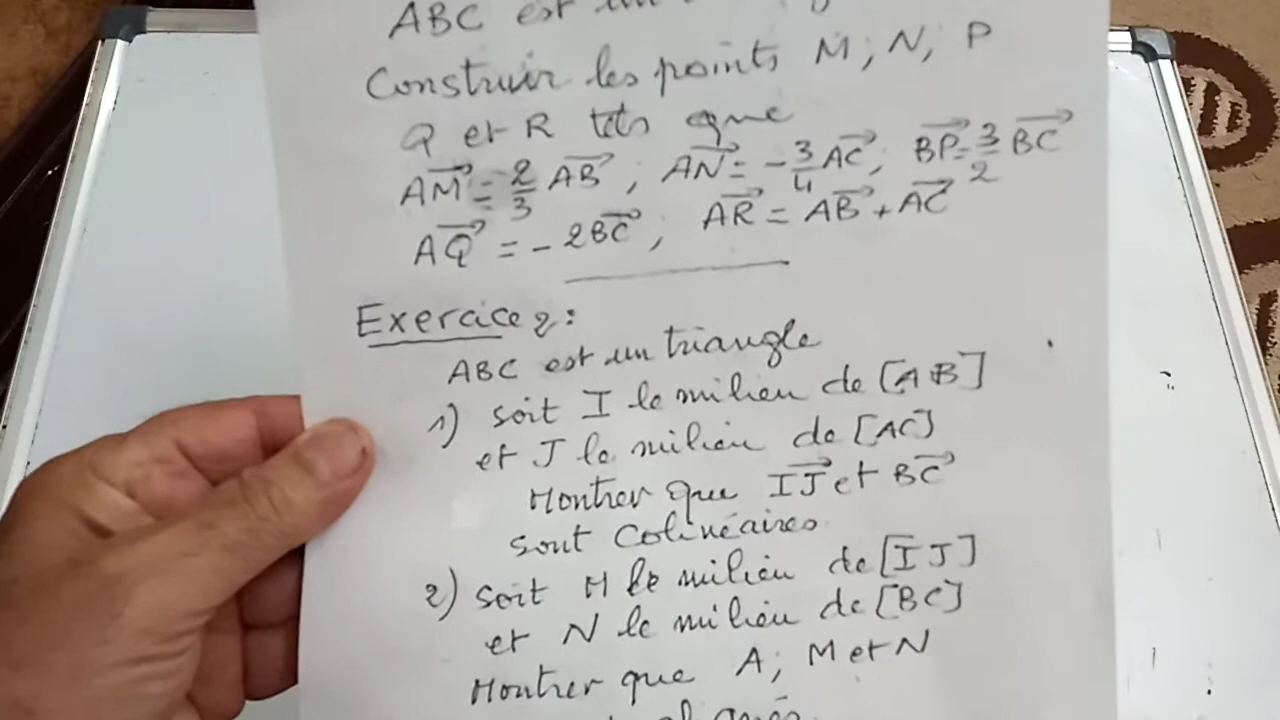 ABC est un
Construir les points M ; N, P
Q et R tels que
AM = 2/3 AB ; AN = - 3/4 AC ; BP = 3/2 BC
AQ = - 2BC ; AR = AB + AC
Exercice 2 :
ABC est un triangle
1) soit I le milieu de [AB]
et J le milieu de [AC]
Montrer que IJ et BC
sont Colinéaires
2) soit M le milieu de [IJ]
et N le milieu de [BC]
Montrer que A ; M et N